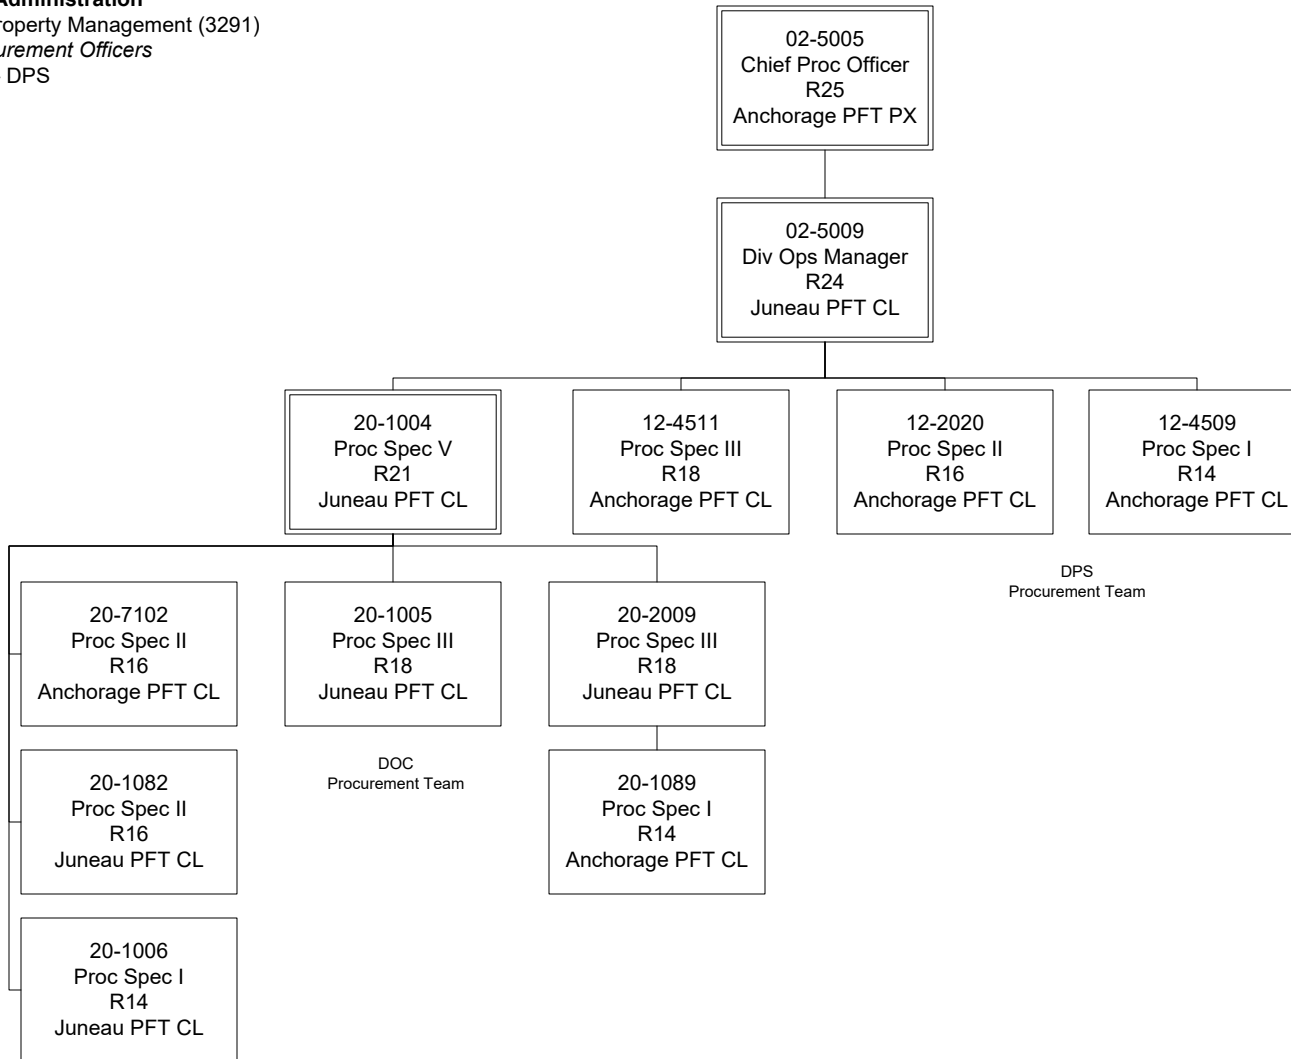 Administration
roperty Management (3291)
urement Officers
DPS
02-5005
Chief Proc Officer
R25
Anchorage PFT PX
02-5009
Div Ops Manager
R24
Juneau PFT CL
20-1004
Proc Spec V
R21
Juneau PFT CL
12-4511
Proc Spec III
R18
Anchorage PFT CL
12-2020
Proc Spec II
R16
Anchorage PFT CL
12-4509
Proc Spec I
R14
Anchorage PFT CL
DPS
Procurement Team
20-7102
Proc Spec II
R16
Anchorage PFT CL
20-1005
Proc Spec III
R18
Juneau PFT CL
20-2009
Proc Spec III
R18
Juneau PFT CL
DOC
Procurement Team
20-1082
Proc Spec II
R16
Juneau PFT CL
20-1089
Proc Spec I
R14
Anchorage PFT CL
20-1006
Proc Spec I
R14
Juneau PFT CL